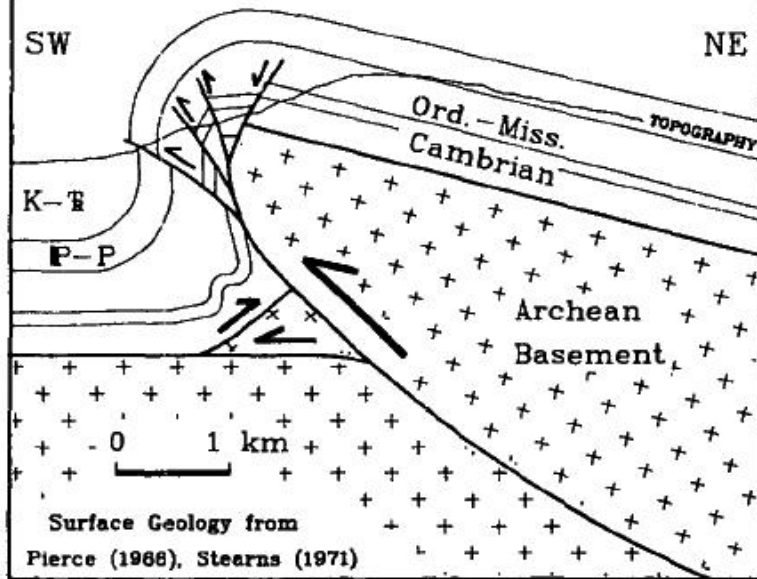 SW
NE
Ord.-Miss.
TOPOGRAPHY
Cambrian
K-Ћ
ℙ-P
Archean
Basement
0 1 km
Surface Geology from
Pierce (1966), Stearns (1971)